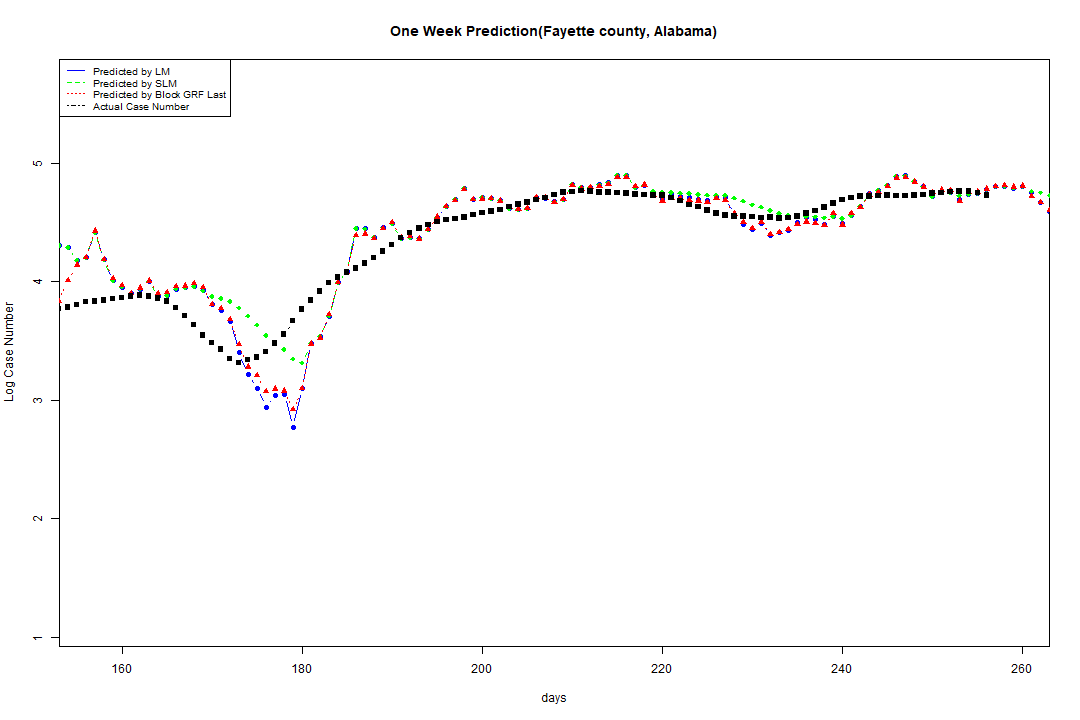 One Week Prediction(Fayette county, Alabama)
Predicted by LM
Predicted by SLM
Predicted by Block GRF Last
Actual Case Number
5
4
3
2
1
Log Case Number
160 180 200 220 240 260
days